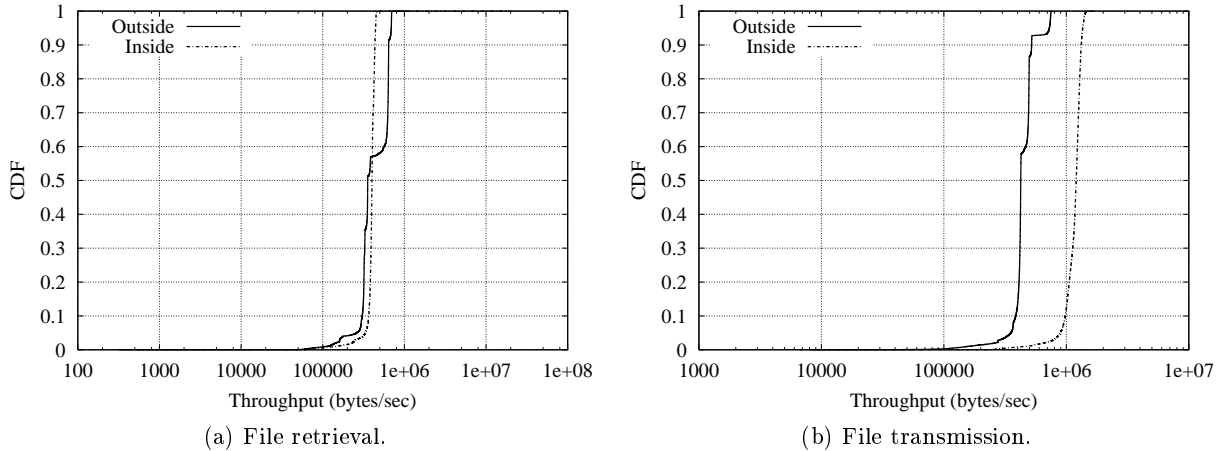 Outside
Inside
1
0.9
0.8
0.7
0.6
0.5
0.4
0.3
0.2
0.1
0
CDF
100 1000 10000 100000 1e+06 1e+07 1e+08
Throughput (bytes/sec)
(a) File retrieval.
Outside
Inside
1
0.9
0.8
0.7
0.6
0.5
0.4
0.3
0.2
0.1
0
CDF
1000 10000 100000 1e+06 1e+07
Throughput (bytes/sec)
(b) File transmission.